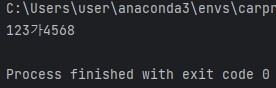 C:\Users\user\anaconda3\envs\carpr
123가4568
Process finished with exit code 0